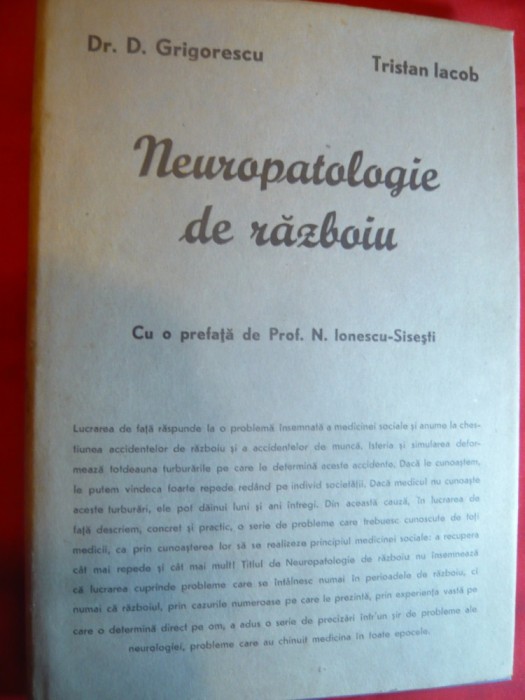 Dr. D. Grigorescu
Tristan Iacob
Neuropatologie
de războiu
Cu o prefață de Prof. N. Ionescu-Sisești
Lucrarea de față răspunde la o problemă însemnată a medicinei sociale și anume la ches-
tiunea accidentelor de războiu și a accidentelor de muncă. Isteria și simularea defor-
mează totdeauna turburările pe care le determină aceste accidente. Dacă le cunoaștem,
le putem vindeca foarte repede redând pe individ societății. Dacă medicul nu cunoaște
aceste turburări, ele pot dăinui luni și ani întregi. Din această cauză, în lucrarea de
față descriem, concret și practic, o serie de probleme care trebuesc cunoscute de toți
medicii, ca prin cunoașterea lor să se realizeze principiul medicinei sociale: a recupera
cât mai repede și cât mai mult! Titlul de Neuropatologie de războiu nu însemnează
că lucrarea cuprinde probleme care se întâlnesc numai în perioadele de războiu, ci
numai că războiul, prin cazurile numeroase pe care le prezintă, prin experiența vastă pe
care o determină direct pe om, a adus o serie de precizări într'un șir de probleme ale
neurologiei, probleme care au chinuit medicina în toate epocele.